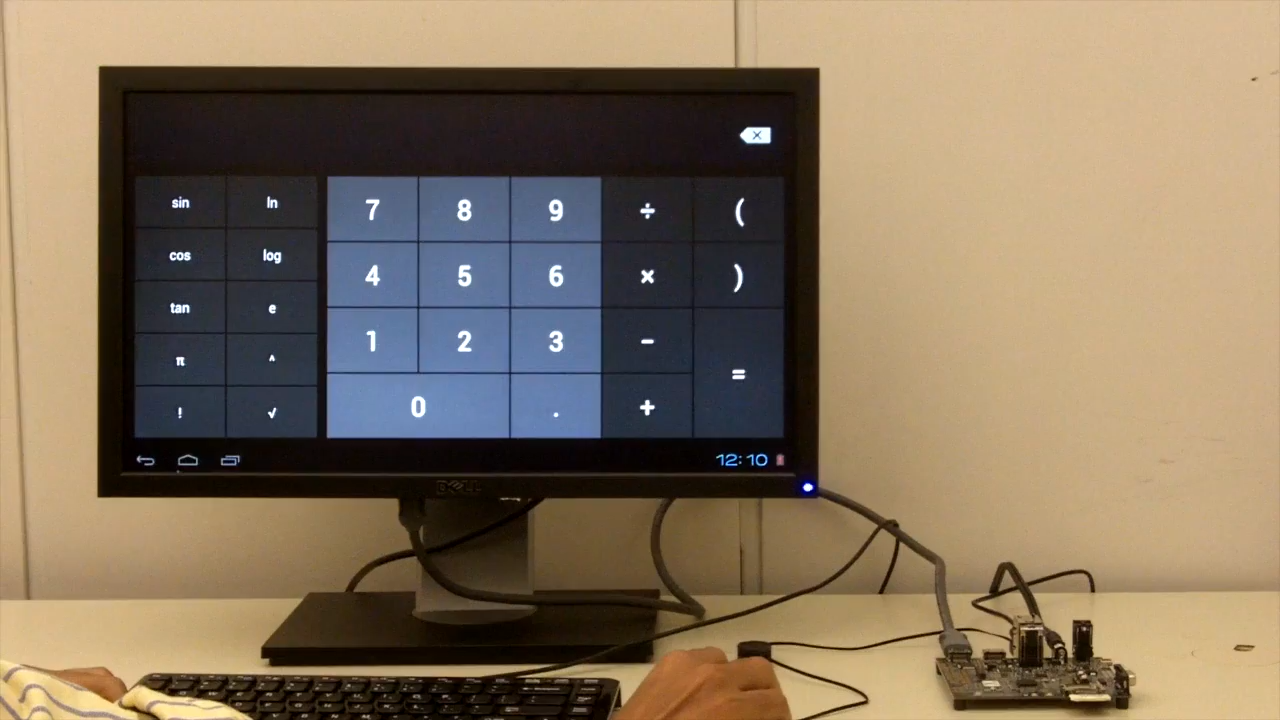 sin ln 7 8 9 ÷ (
cos log 4 5 6 × )
tan e 1 2 3 −
π ^ =
! √ 0 . +
12:10
DELL